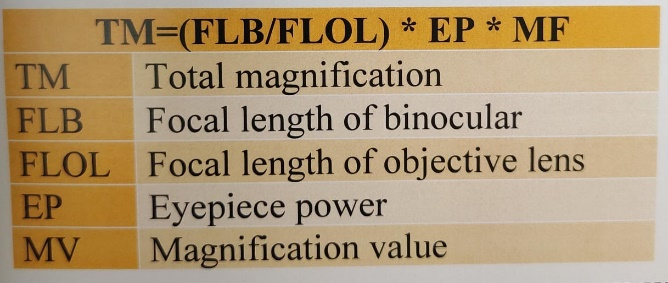 TM=(FLB/FLOL) * EP * MF
TM Total magnification
FLB Focal length of binocular
FLOL Focal length of objective lens
EP Eyepiece power
MV Magnification value